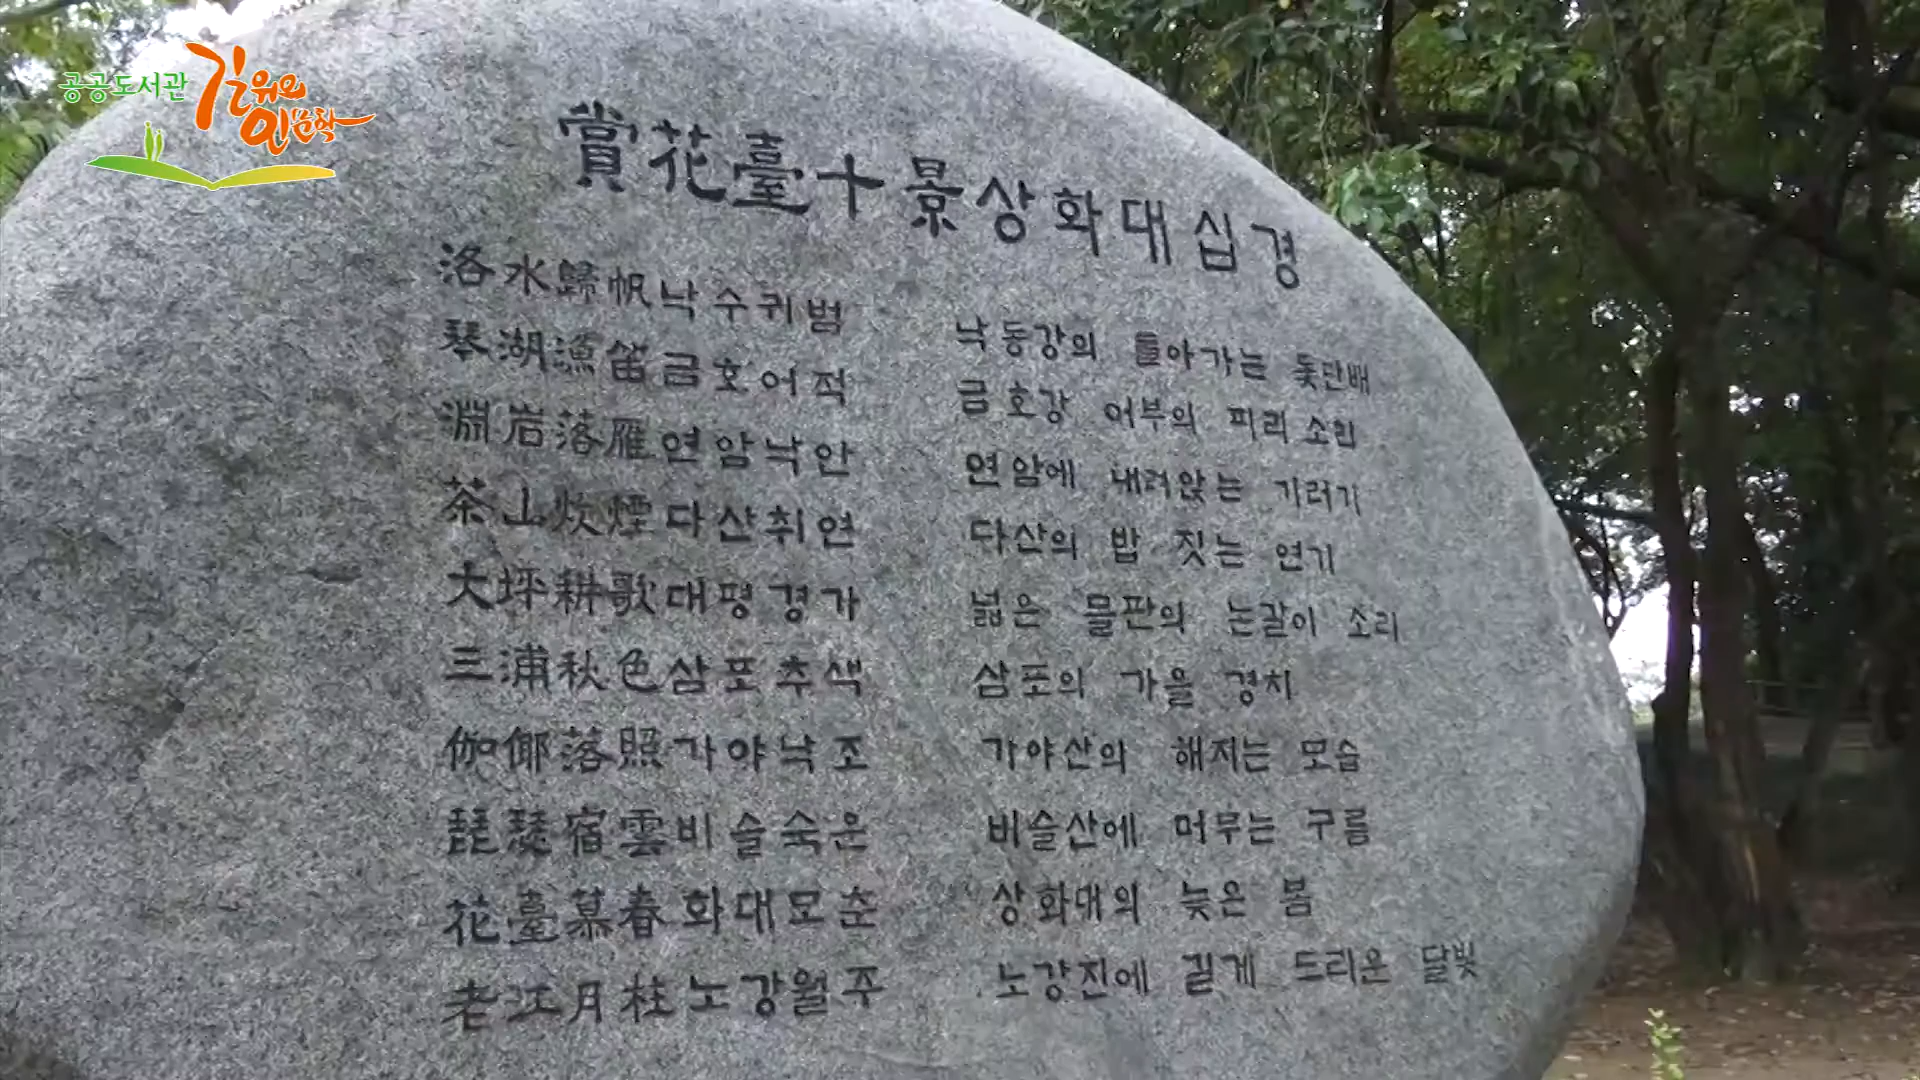 공공도서관 길 위의 인문학
賞花臺十景 상화대십경
洛水歸帆 낙수귀범 낙동강의 돌아가는 돛단배
琴湖漁笛 금호어적 금호강 어부의 피리 소리
淵岩落雁 연암낙안 연암에 내려앉는 기러기
茶山炊煙 다산취연 다산의 밥 짓는 연기
大坪耕歌 대평경가 넓은 믈판의 논갈이 소리
三浦秋色 삼포추색 삼포의 가을 경치
伽倻落照 가야낙조 가야산의 해지는 모습
琵瑟宿雲 비슬숙운 비슬산에 머무는 구름
花臺慕春 화대모춘 상화대의 늦은 봄
老江月柱 노강월주 노강진에 길게 드리운 달빛